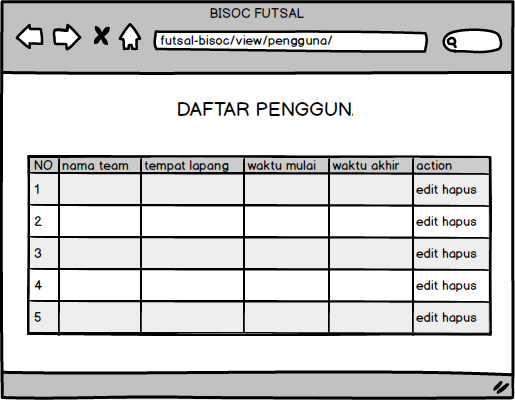 BISOC FUTSAL
futsal-bisoc/view/pengguna/
DAFTAR PENGGUN
NO nama team tempat lapang waktu mulai waktu akhir action
1 edit hapus
2 edit hapus
3 edit hapus
4 edit hapus
5 edit hapus